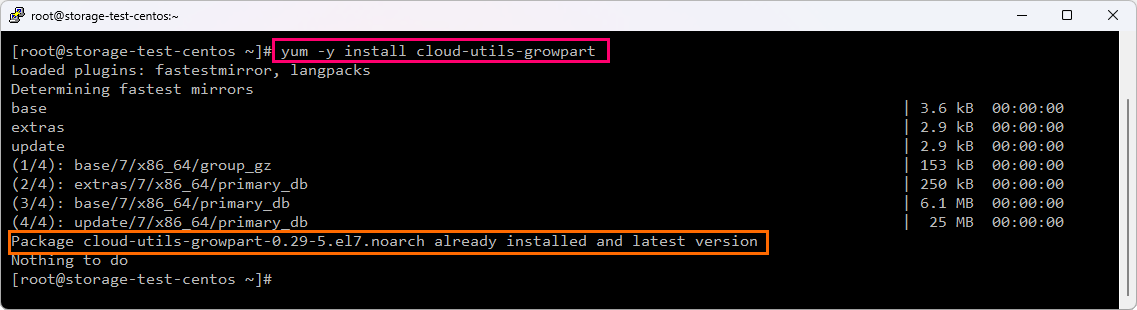 root@storage-test-centos:~
[root@storage-test-centos ~]# yum -y install cloud-utils-growpart
Loaded plugins: fastestmirror, langpacks
Determining fastest mirrors
base | 3.6 kB 00:00:00
extras | 2.9 kB 00:00:00
update | 2.9 kB 00:00:00
(1/4): base/7/x86_64/group_gz | 153 kB 00:00:00
(2/4): extras/7/x86_64/primary_db | 250 kB 00:00:00
(3/4): base/7/x86_64/primary_db | 6.1 MB 00:00:00
(4/4): update/7/x86_64/primary_db | 25 MB 00:00:00
Package cloud-utils-growpart-0.29-5.el7.noarch already installed and latest version
Nothing to do
[root@storage-test-centos ~]#